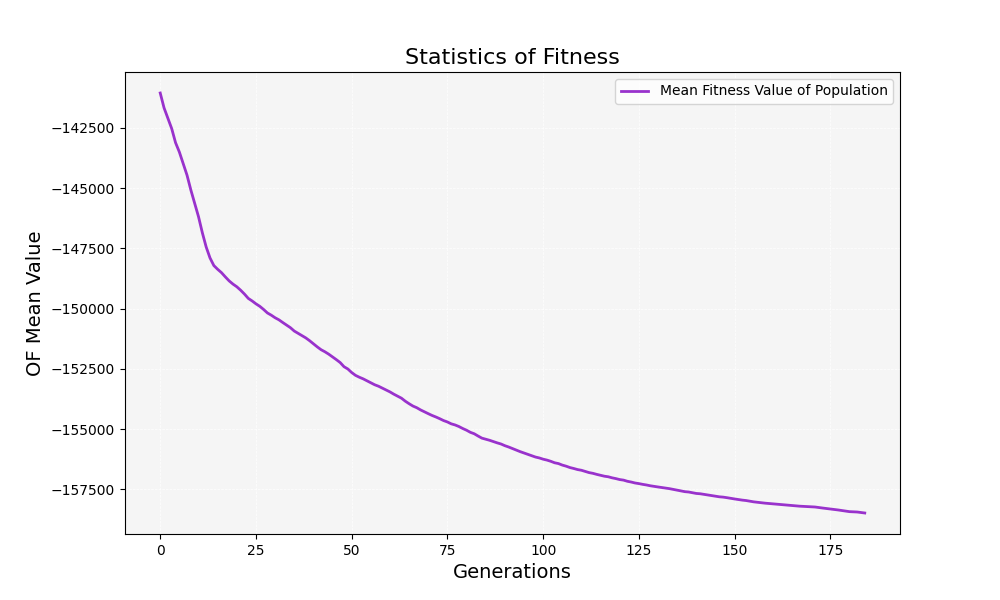 Statistics of Fitness
Mean Fitness Value of Population
OF Mean Value
−142500
−145000
−147500
−150000
−152500
−155000
−157500
0 25 50 75 100 125 150 175
Generations